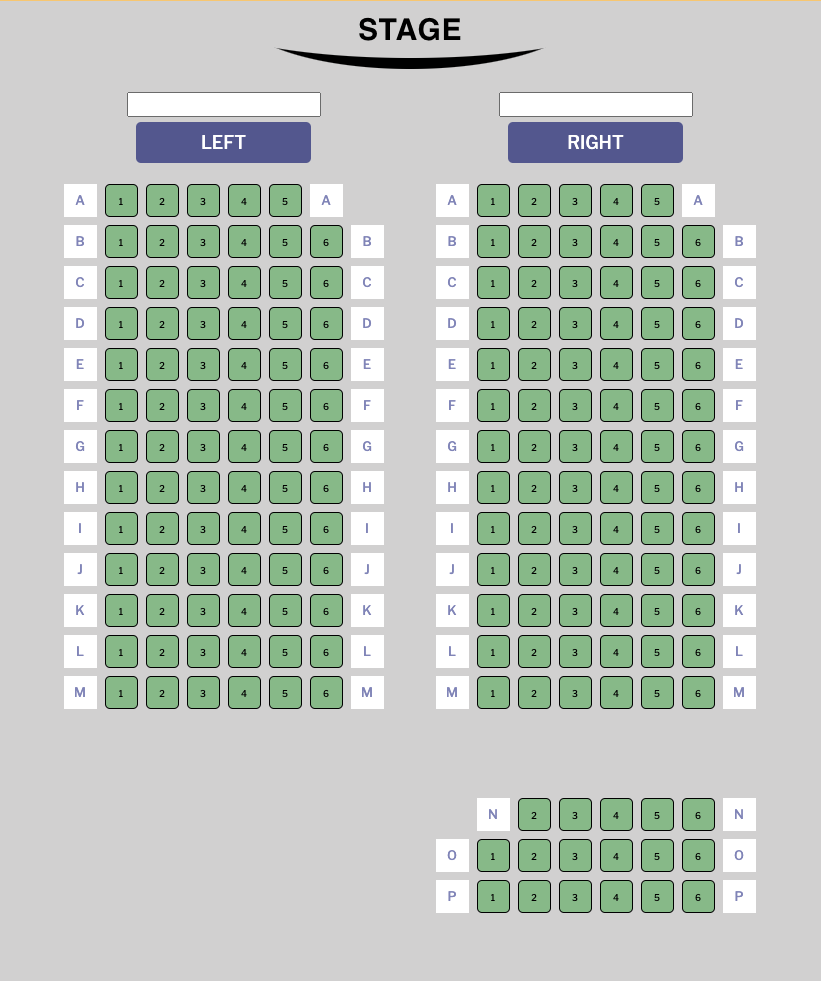 STAGE
LEFT RIGHT
A 1 2 3 4 5 A A 1 2 3 4 5 A
B 1 2 3 4 5 6 B B 1 2 3 4 5 6 B
C 1 2 3 4 5 6 C C 1 2 3 4 5 6 C
D 1 2 3 4 5 6 D D 1 2 3 4 5 6 D
E 1 2 3 4 5 6 E E 1 2 3 4 5 6 E
F 1 2 3 4 5 6 F F 1 2 3 4 5 6 F
G 1 2 3 4 5 6 G G 1 2 3 4 5 6 G
H 1 2 3 4 5 6 H H 1 2 3 4 5 6 H
I 1 2 3 4 5 6 I I 1 2 3 4 5 6 I
J 1 2 3 4 5 6 J J 1 2 3 4 5 6 J
K 1 2 3 4 5 6 K K 1 2 3 4 5 6 K
L 1 2 3 4 5 6 L L 1 2 3 4 5 6 L
M 1 2 3 4 5 6 M M 1 2 3 4 5 6 M
N 2 3 4 5 6 N
O 1 2 3 4 5 6 O
P 1 2 3 4 5 6 P